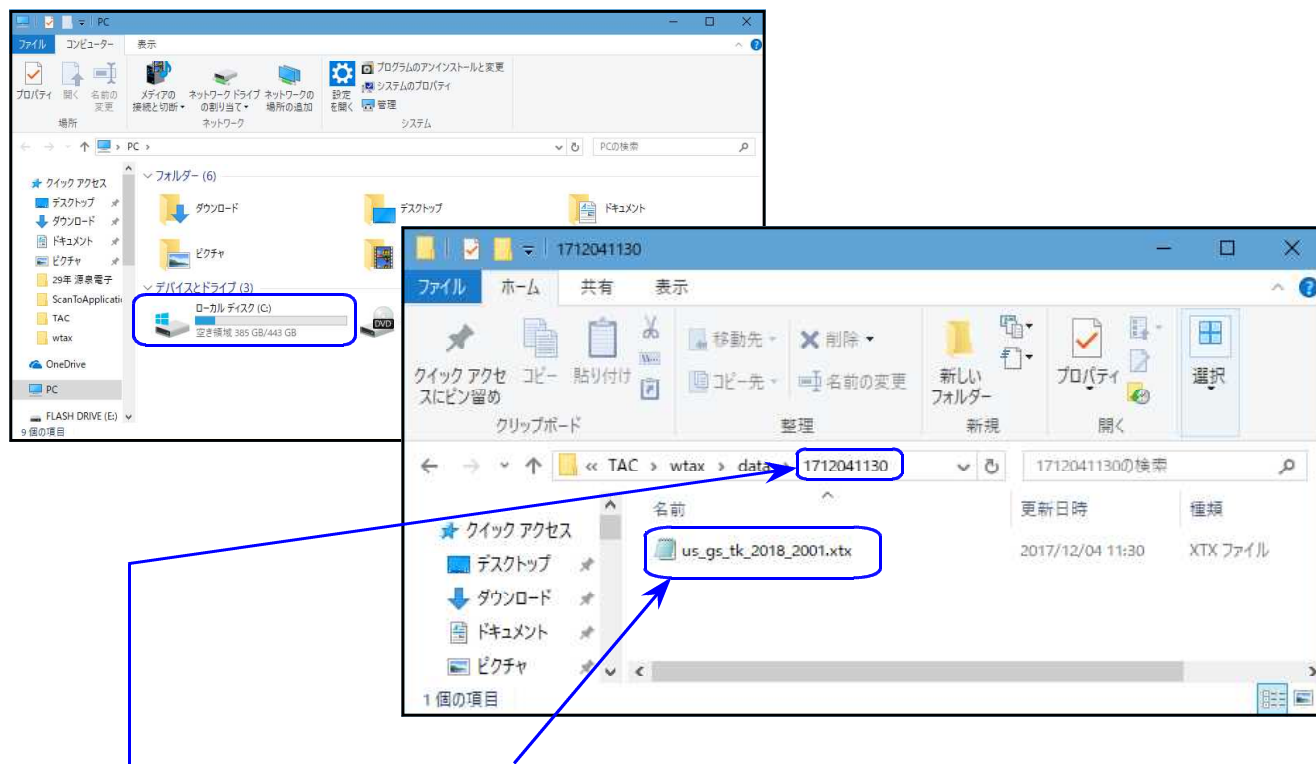 PC
ファイル コンピューター 表示
プロパティ 開く 名前の変更
メディアの接続と切断 ネットワーク ドライブの割り当て ネットワークの場所の追加
設定を開く
プログラムのアンインストールと変更
システムのプロパティ
管理
場所 ネットワーク システム
PC
PCの検索
クイック アクセス
デスクトップ
ダウンロード
ドキュメント
ピクチャ
29年 源泉電子
ScanToApplicati
TAC
wtax
OneDrive
PC
FLASH DRIVE (E:)
9 個の項目
フォルダー (6)
ダウンロード デスクトップ ドキュメント
ピクチャ
デバイスとドライブ (3)
ローカル ディスク (C:)
空き領域 385 GB/443 GB
DVD
1712041130
ファイル ホーム 共有 表示
クイック アクセスにピン留め コピー 貼り付け
移動先 削除
コピー先 名前の変更
新しいフォルダー
プロパティ
選択
クリップボード 整理 新規 開く
« TAC › wtax › data › 1712041130
1712041130の検索
名前 更新日時 種類
us_gs_tk_2018_2001.xtx 2017/12/04 11:30 XTX ファイル
クイック アクセス
デスクトップ
ダウンロード
ドキュメント
ピクチャ
1 個の項目